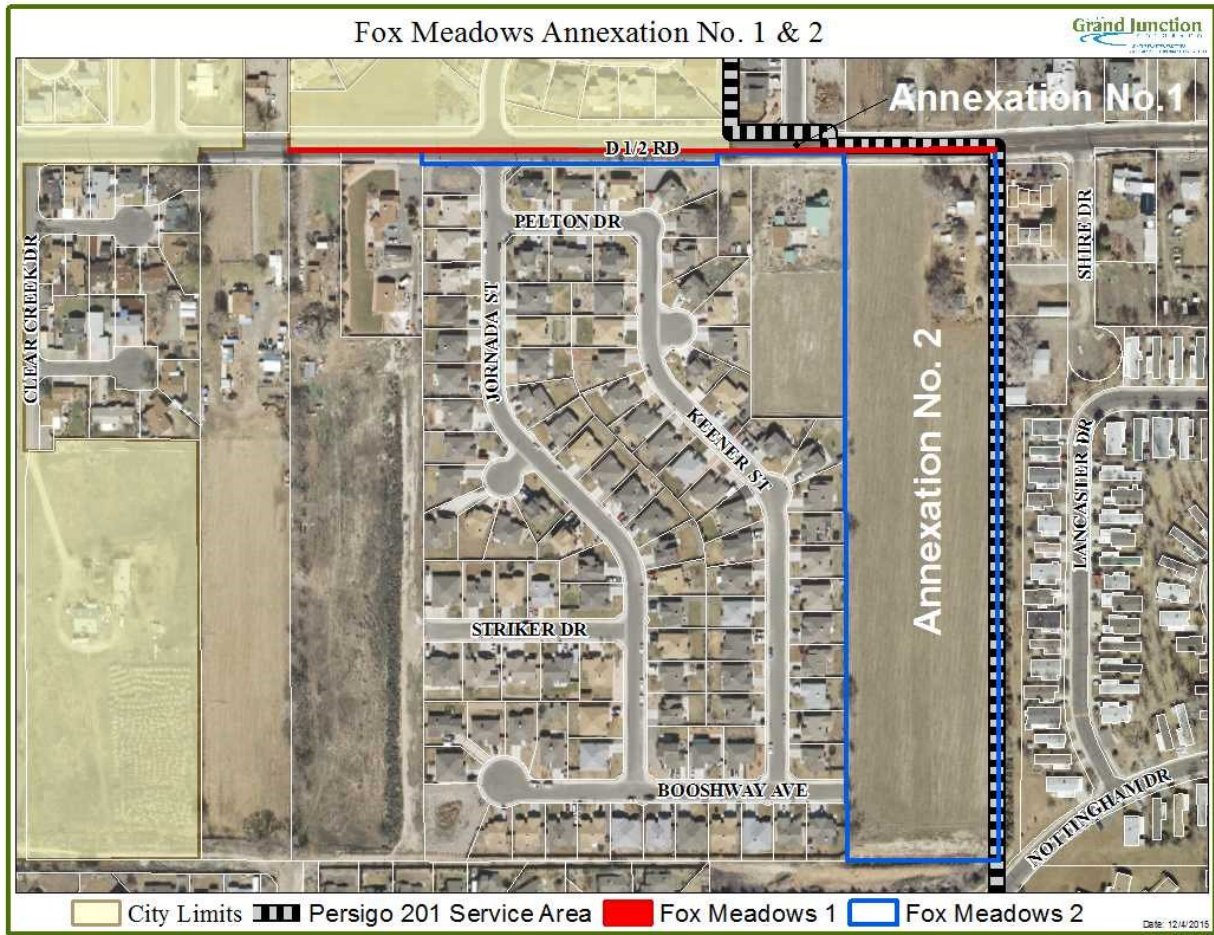 Fox Meadows Annexation No. 1 & 2
Grand Junction
COLORADO
Annexation No.1
D 1/2 RD
PELTON DR
SHIRE DR
CLEAR CREEK DR
JORNADA ST
Annexation No. 2
KEENER ST
LANCASTER DR
STRIKER DR
BOOSHWAY AVE
NOTTINGHAM DR
City Limits Persigo 201 Service Area Fox Meadows 1 Fox Meadows 2
Date: 12/4/2015